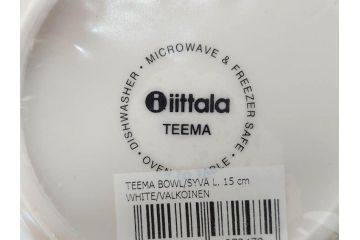 • DISHWASHER • MICROWAVE & FREEZER SAFE •
iittala
TEEMA
TEEMA BOWL/SYVÄ L. 15 cm
WHITE/VALKOINEN